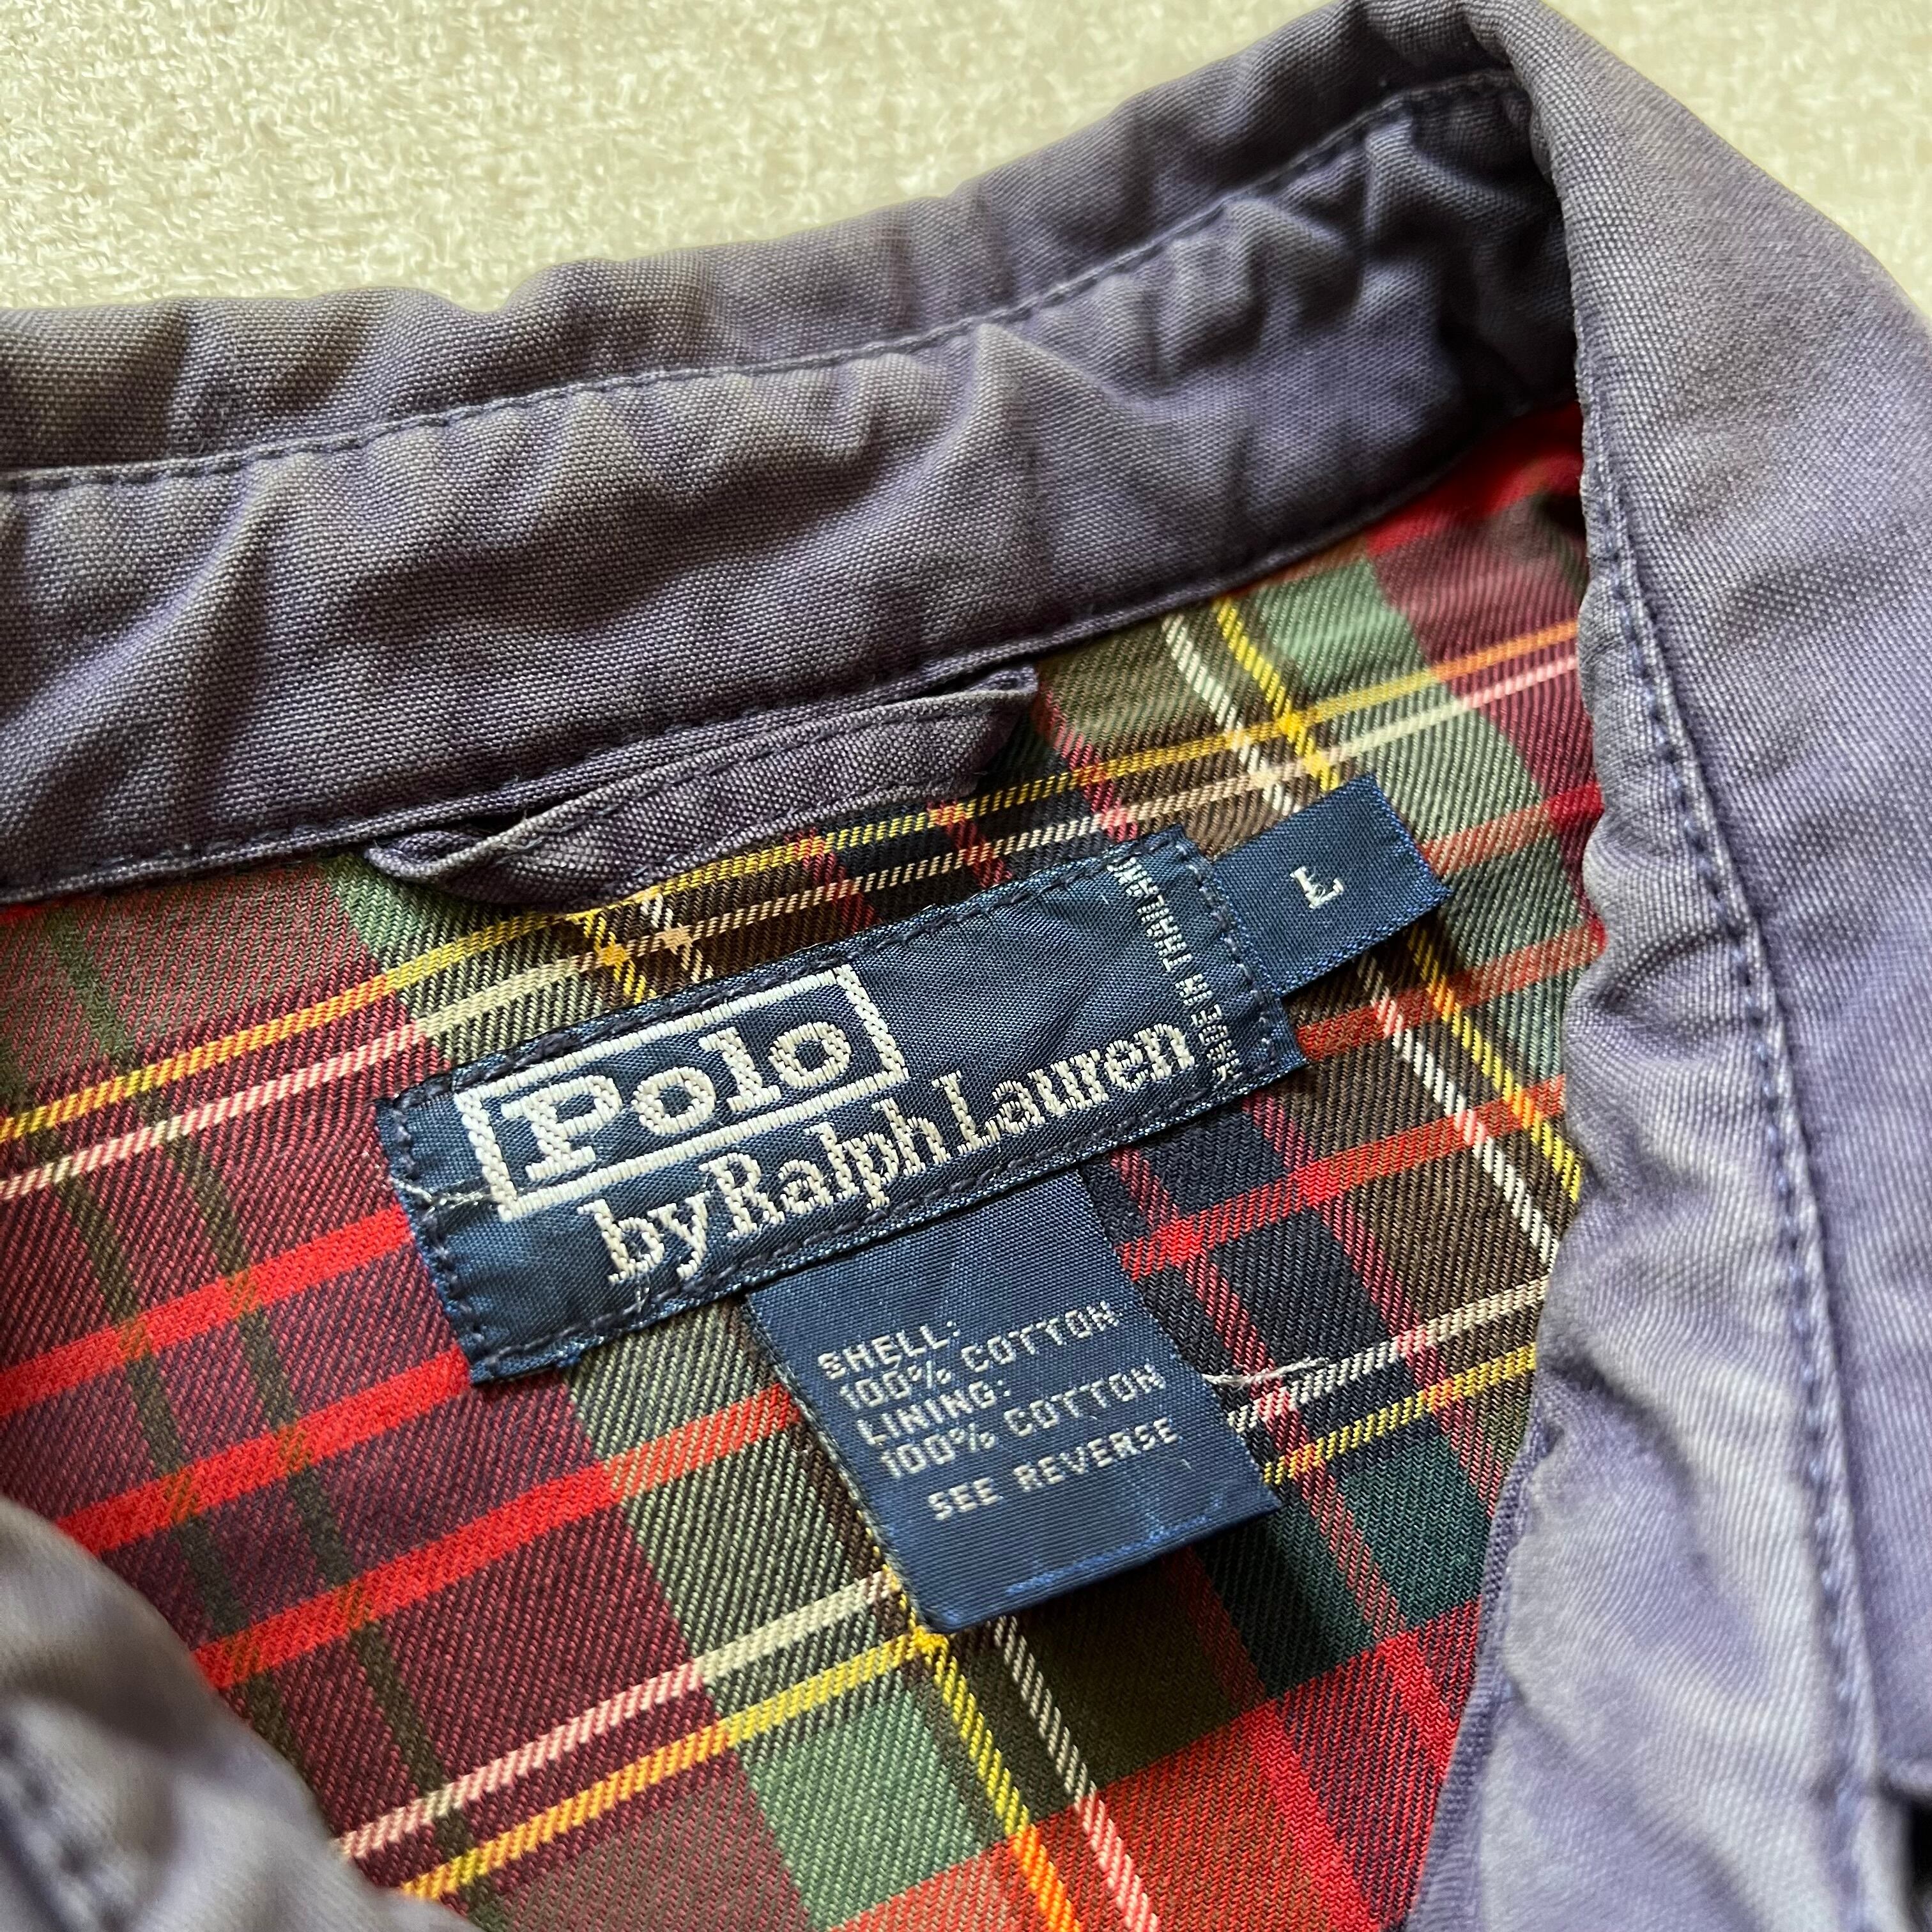 L
Polo
by Ralph Lauren
MADE IN THAILAND
SHELL:
100% COTTON
LINING:
100% COTTON
SEE REVERSE